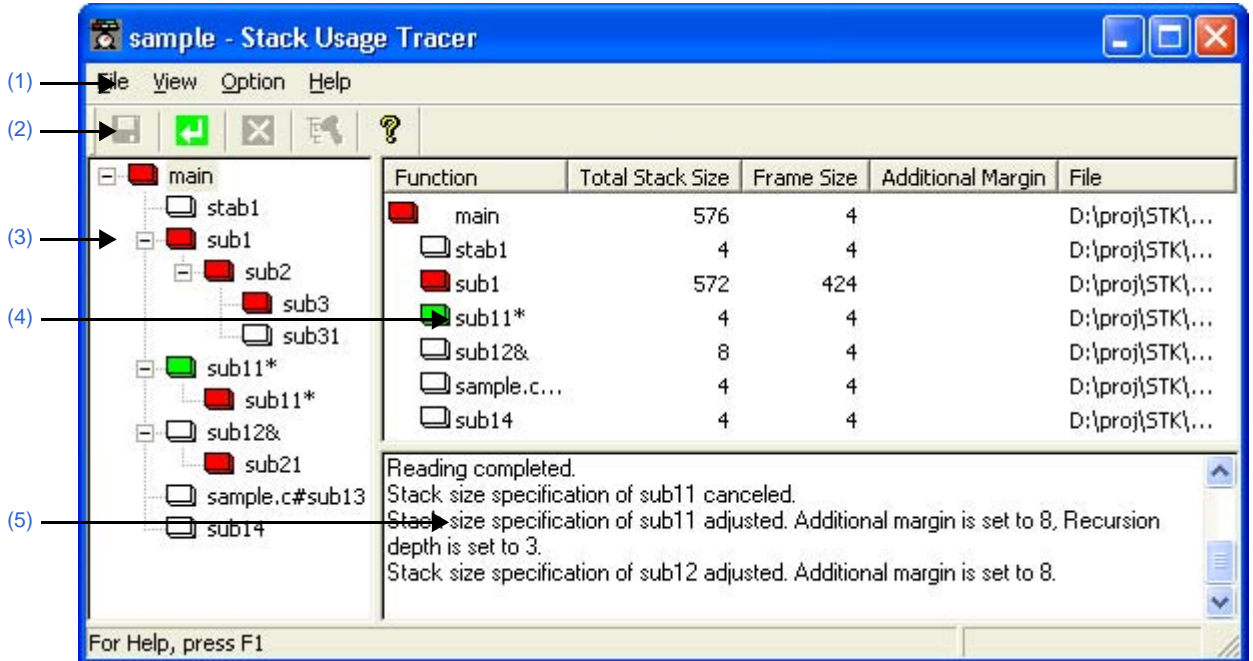 sample - Stack Usage Tracer
(1)
File View Option Help
(2)
main
stab1
(3)
sub1
sub2
sub3
(4)
sub31
sub11*
sub11*
sub12&
sub21
sample.c#sub13
(5)
sub14
Function Total Stack Size Frame Size Additional Margin File
main 576 4 D:\proj\STK\...
stab1 4 4 D:\proj\STK\...
sub1 572 424 D:\proj\STK\...
sub11* 4 4 D:\proj\STK\...
sub12& 8 4 D:\proj\STK\...
sample.c... 4 4 D:\proj\STK\...
sub14 4 4 D:\proj\STK\...
Reading completed.
Stack size specification of sub11 canceled.
Stack size specification of sub11 adjusted. Additional margin is set to 8, Recursion
depth is set to 3.
Stack size specification of sub12 adjusted. Additional margin is set to 8.
For Help, press F1